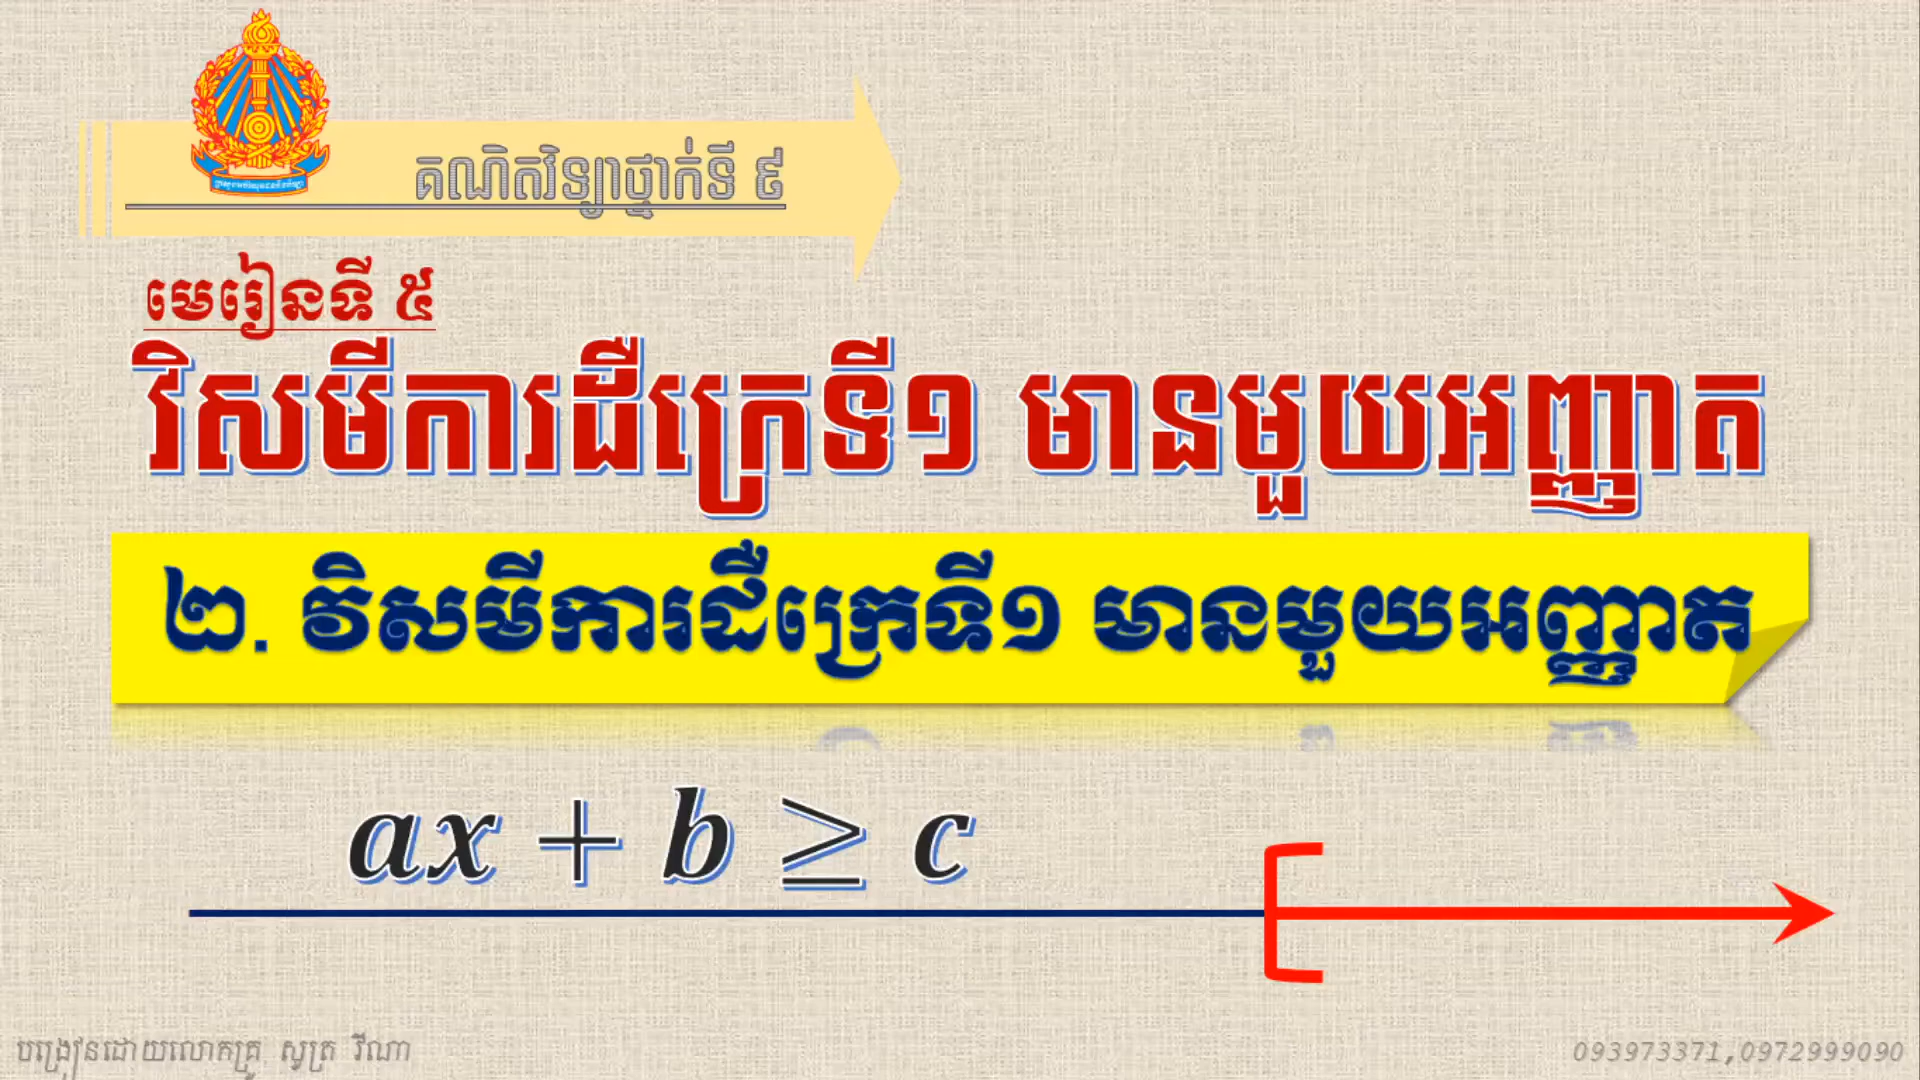 គណិតវិទ្យាថ្នាក់ទី ៩
មេរៀនទី ៥
វិសមីការដឺក្រេទី១ មានមួយអញ្ញាត
២. វិសមីការដឺក្រេទី១ មានមួយអញ្ញាត
ax + b ≥ c
បង្រៀនដោយលោកគ្រូ សូត្រ វីណា
093973371,0972999090